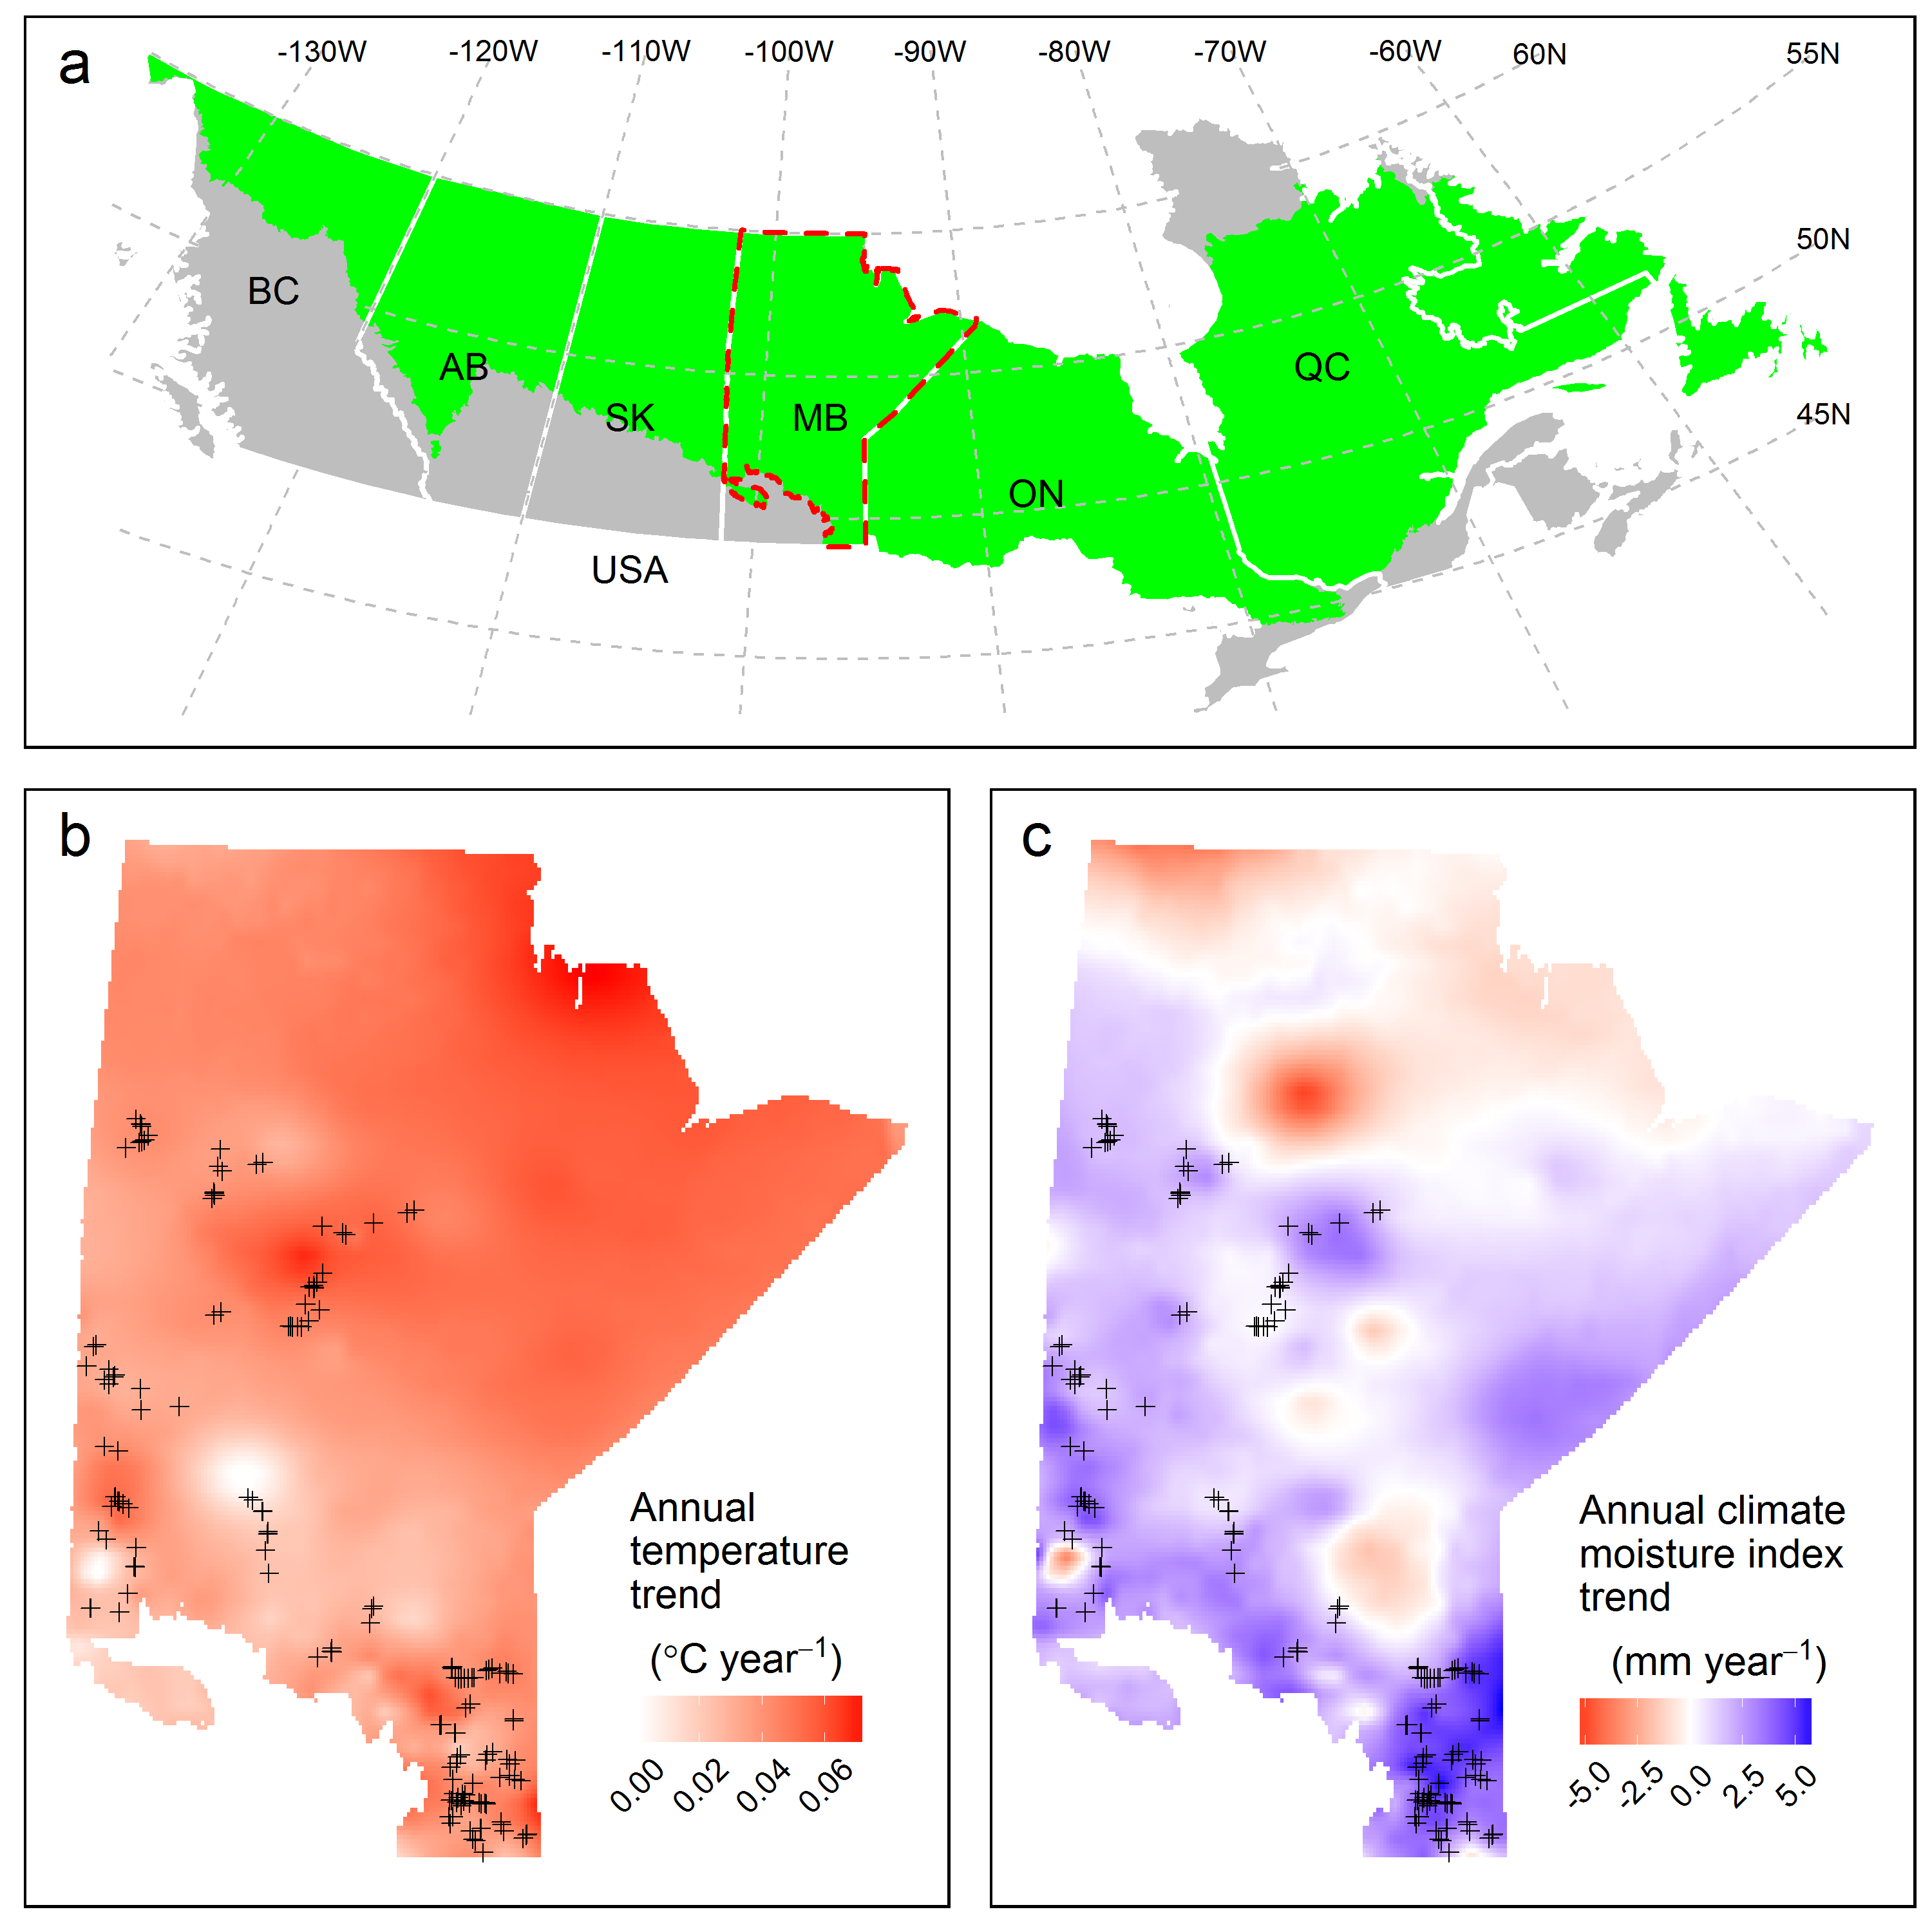 a
-130W -120W -110W -100W -90W -80W -70W -60W 60N 55N
50N
45N
BC
AB
SK
MB
ON
QC
USA
b
Annual
temperature
trend
(°C year⁻¹)
0.00 0.02 0.04 0.06
c
Annual climate
moisture index
trend
(mm year⁻¹)
-5.0 -2.5 0.0 2.5 5.0